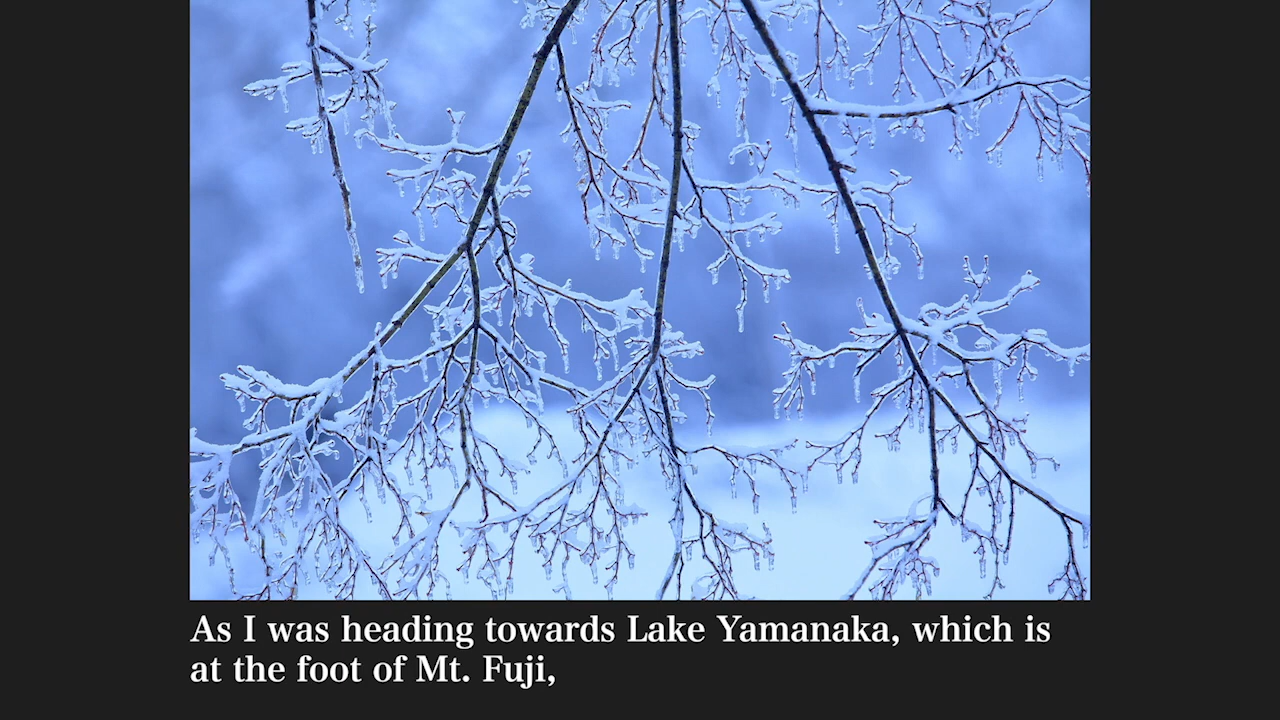 As I was heading towards Lake Yamanaka, which is
at the foot of Mt. Fuji,